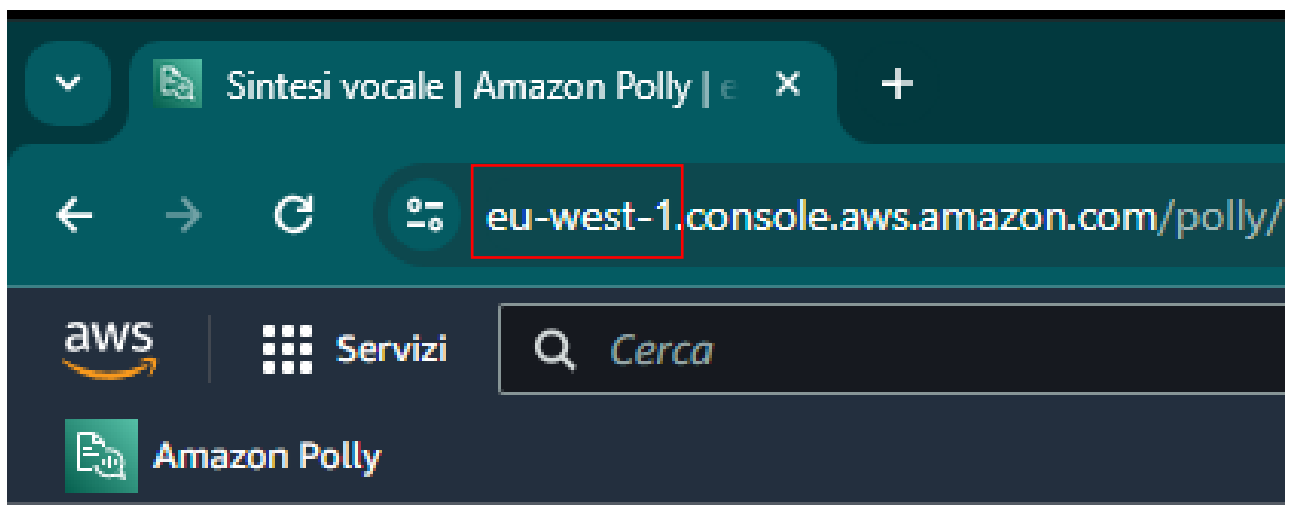 Sintesi vocale | Amazon Polly | e
eu-west-1.console.aws.amazon.com/polly/
aws Servizi Cerca
Amazon Polly